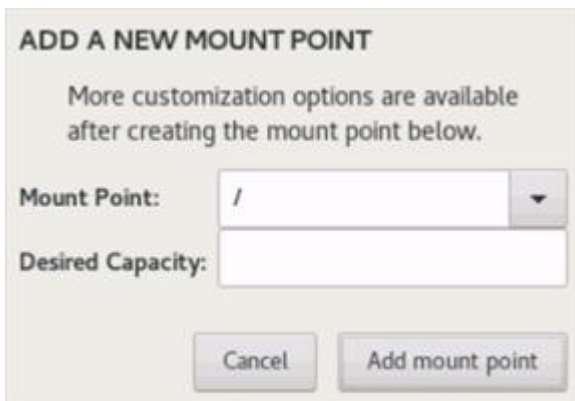 ADD A NEW MOUNT POINT
More customization options are available
after creating the mount point below.
Mount Point: /
Desired Capacity:
Cancel Add mount point